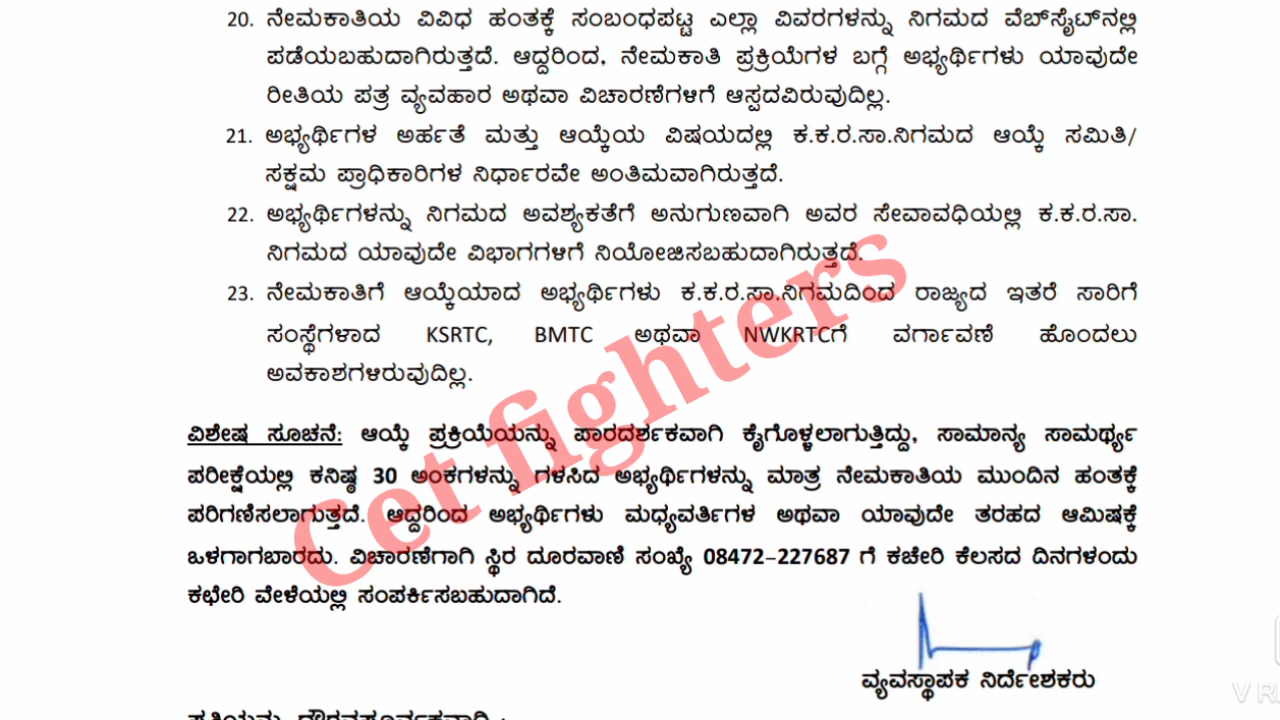 20. ನೇಮಕಾತಿಯ ವಿವಿಧ ಹಂತಕ್ಕೆ ಸಂಬಂಧಪಟ್ಟ ಎಲ್ಲಾ ವಿವರಗಳನ್ನು ನಿಗಮದ ವೆಬ್‌ಸೈಟ್‌ನಲ್ಲಿ
ಪಡೆಯಬಹುದಾಗಿರುತ್ತದೆ. ಆದ್ದರಿಂದ, ನೇಮಕಾತಿ ಪ್ರಕ್ರಿಯೆಗಳ ಬಗ್ಗೆ ಅಭ್ಯರ್ಥಿಗಳು ಯಾವುದೇ
ರೀತಿಯ ಪತ್ರ ವ್ಯವಹಾರ ಅಥವಾ ವಿಚಾರಣೆಗಳಿಗೆ ಆಸ್ಪದವಿರುವುದಿಲ್ಲ.
21. ಅಭ್ಯರ್ಥಿಗಳ ಅರ್ಹತೆ ಮತ್ತು ಆಯ್ಕೆಯ ವಿಷಯದಲ್ಲಿ ಕ.ಕ.ರ.ಸಾ.ನಿಗಮದ ಆಯ್ಕೆ ಸಮಿತಿ/
ಸಕ್ಷಮ ಪ್ರಾಧಿಕಾರಿಗಳ ನಿರ್ಧಾರವೇ ಅಂತಿಮವಾಗಿರುತ್ತದೆ.
22. ಅಭ್ಯರ್ಥಿಗಳನ್ನು ನಿಗಮದ ಅವಶ್ಯಕತೆಗೆ ಅನುಗುಣವಾಗಿ ಅವರ ಸೇವಾವಧಿಯಲ್ಲಿ ಕ.ಕ.ರ.ಸಾ.
ನಿಗಮದ ಯಾವುದೇ ವಿಭಾಗಗಳಿಗೆ ನಿಯೋಜಿಸಬಹುದಾಗಿರುತ್ತದೆ.
23. ನೇಮಕಾತಿಗೆ ಆಯ್ಕೆಯಾದ ಅಭ್ಯರ್ಥಿಗಳು ಕ.ಕ.ರ.ಸಾ.ನಿಗಮದಿಂದ ರಾಜ್ಯದ ಇತರೆ ಸಾರಿಗೆ
ಸಂಸ್ಥೆಗಳಾದ KSRTC, BMTC ಅಥವಾ NWKRTCಗೆ ವರ್ಗಾವಣೆ ಹೊಂದಲು
ಅವಕಾಶಗಳಿರುವುದಿಲ್ಲ.
Cet fighters
ವಿಶೇಷ ಸೂಚನೆ: ಆಯ್ಕೆ ಪ್ರಕ್ರಿಯೆಯನ್ನು ಪಾರದರ್ಶಕವಾಗಿ ಕೈಗೊಳ್ಳಲಾಗುತ್ತಿದ್ದು, ಸಾಮಾನ್ಯ ಸಾಮರ್ಥ್ಯ
ಪರೀಕ್ಷೆಯಲ್ಲಿ ಕನಿಷ್ಠ 30 ಅಂಕಗಳನ್ನು ಗಳಿಸಿದ ಅಭ್ಯರ್ಥಿಗಳನ್ನು ಮಾತ್ರ ನೇಮಕಾತಿಯ ಮುಂದಿನ ಹಂತಕ್ಕೆ
ಪರಿಗಣಿಸಲಾಗುತ್ತದೆ. ಆದ್ದರಿಂದ ಅಭ್ಯರ್ಥಿಗಳು ಮಧ್ಯವರ್ತಿಗಳ ಅಥವಾ ಯಾವುದೇ ತರಹದ ಆಮಿಷಕ್ಕೆ
ಒಳಗಾಗಬಾರದು. ವಿಚಾರಣೆಗಾಗಿ ಸ್ಥಿರ ದೂರವಾಣಿ ಸಂಖ್ಯೆ 08472-227687 ಗೆ ಕಚೇರಿ ಕೆಲಸದ ದಿನಗಳಂದು
ಕಛೇರಿ ವೇಳೆಯಲ್ಲಿ ಸಂಪರ್ಕಿಸಬಹುದಾಗಿದೆ.
ವ್ಯವಸ್ಥಾಪಕ ನಿರ್ದೇಶಕರು